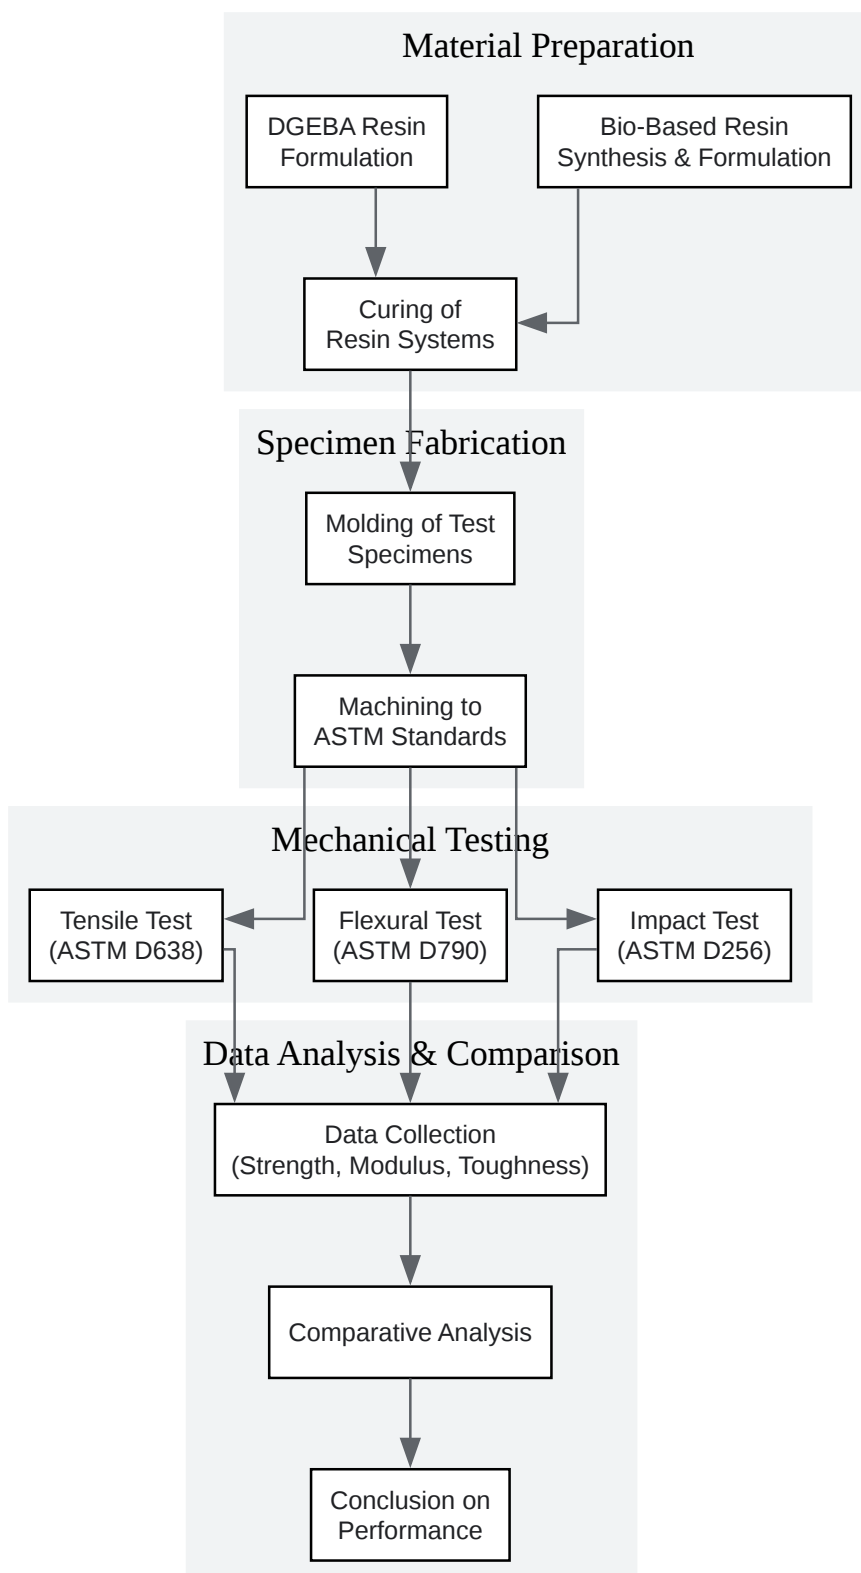 Material Preparation
DGEBA Resin
Formulation
Bio-Based Resin
Synthesis & Formulation
Curing of
Resin Systems
Specimen Fabrication
Molding of Test
Specimens
Machining to
ASTM Standards
Mechanical Testing
Tensile Test
(ASTM D638)
Flexural Test
(ASTM D790)
Impact Test
(ASTM D256)
Data Analysis & Comparison
Data Collection
(Strength, Modulus, Toughness)
Comparative Analysis
Conclusion on
Performance